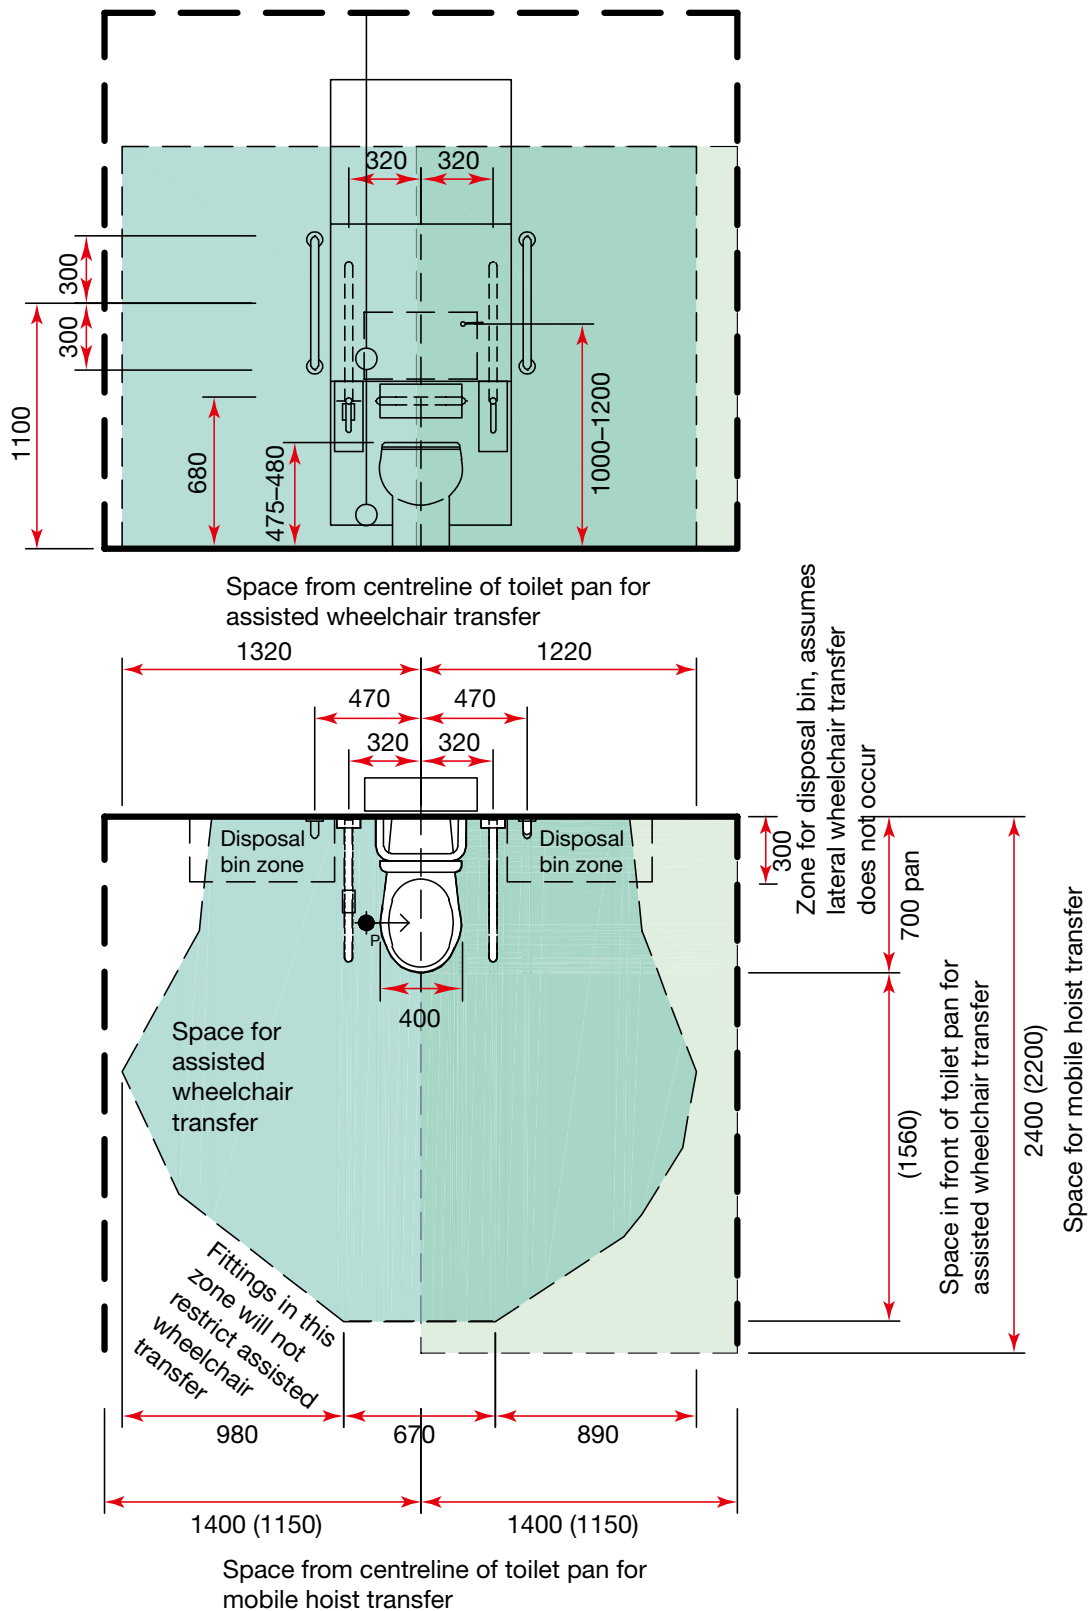 320
320
300
300
1100
680
475–480
1000–1200
Space from centreline of toilet pan for
assisted wheelchair transfer
1320
1220
470
470
320
320
Zone for disposal bin, assumes
lateral wheelchair transfer
does not occur
Disposal
bin zone
Disposal
bin zone
300
700 pan
P
400
Space for
assisted
wheelchair
transfer
(1560)
Space in front of toilet pan for
assisted wheelchair transfer
2400 (2200)
Space for mobile hoist transfer
Fittings in this
zone will not
restrict assisted
wheelchair
transfer
980
670
890
1400 (1150)
1400 (1150)
Space from centreline of toilet pan for
mobile hoist transfer